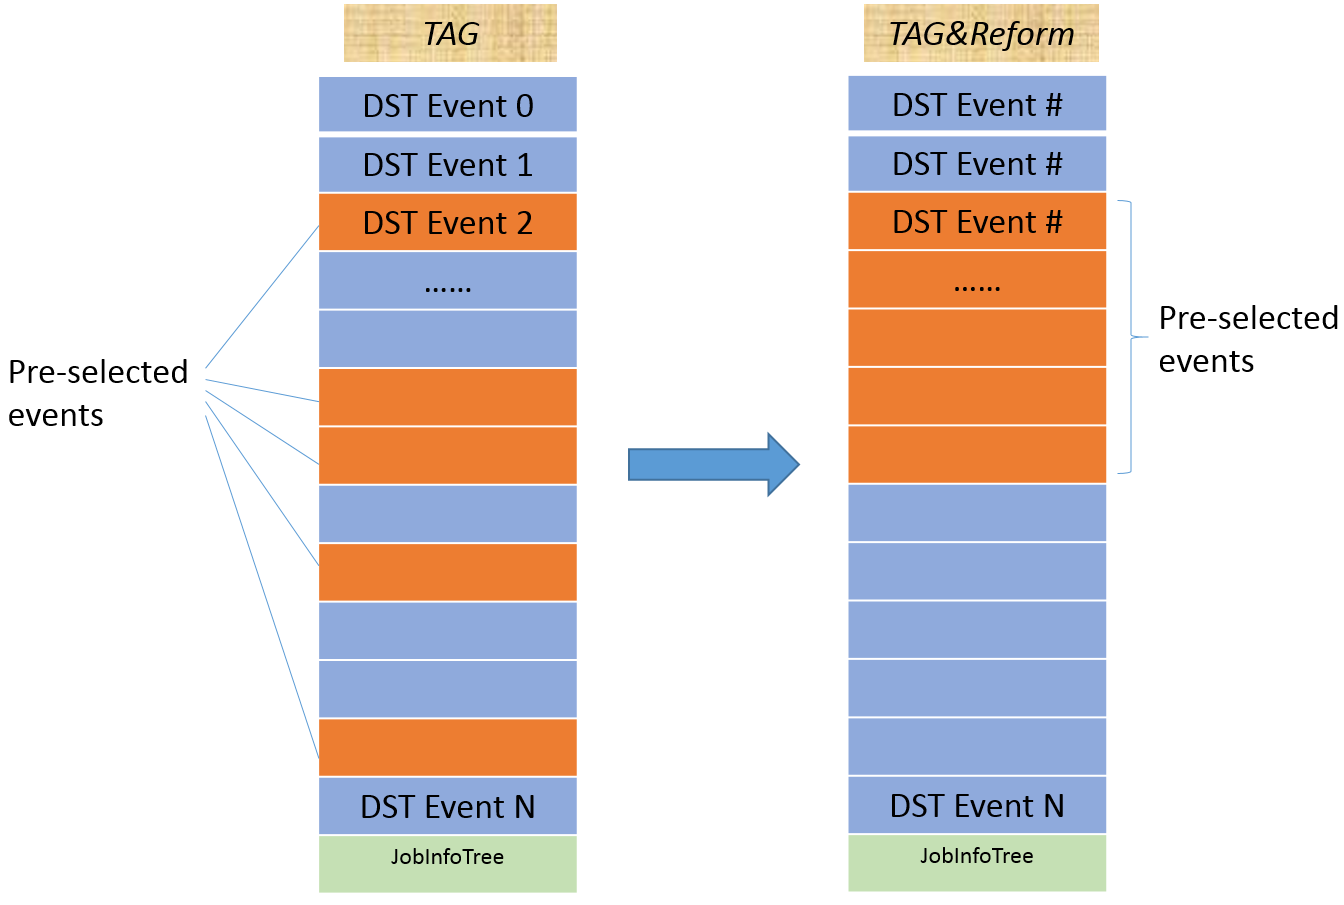 TAG
DST Event 0
DST Event 1
DST Event 2
......
DST Event N
JobInfoTree
Pre-selected
events
TAG&Reform
DST Event #
DST Event #
DST Event #
......
DST Event N
JobInfoTree
Pre-selected
events